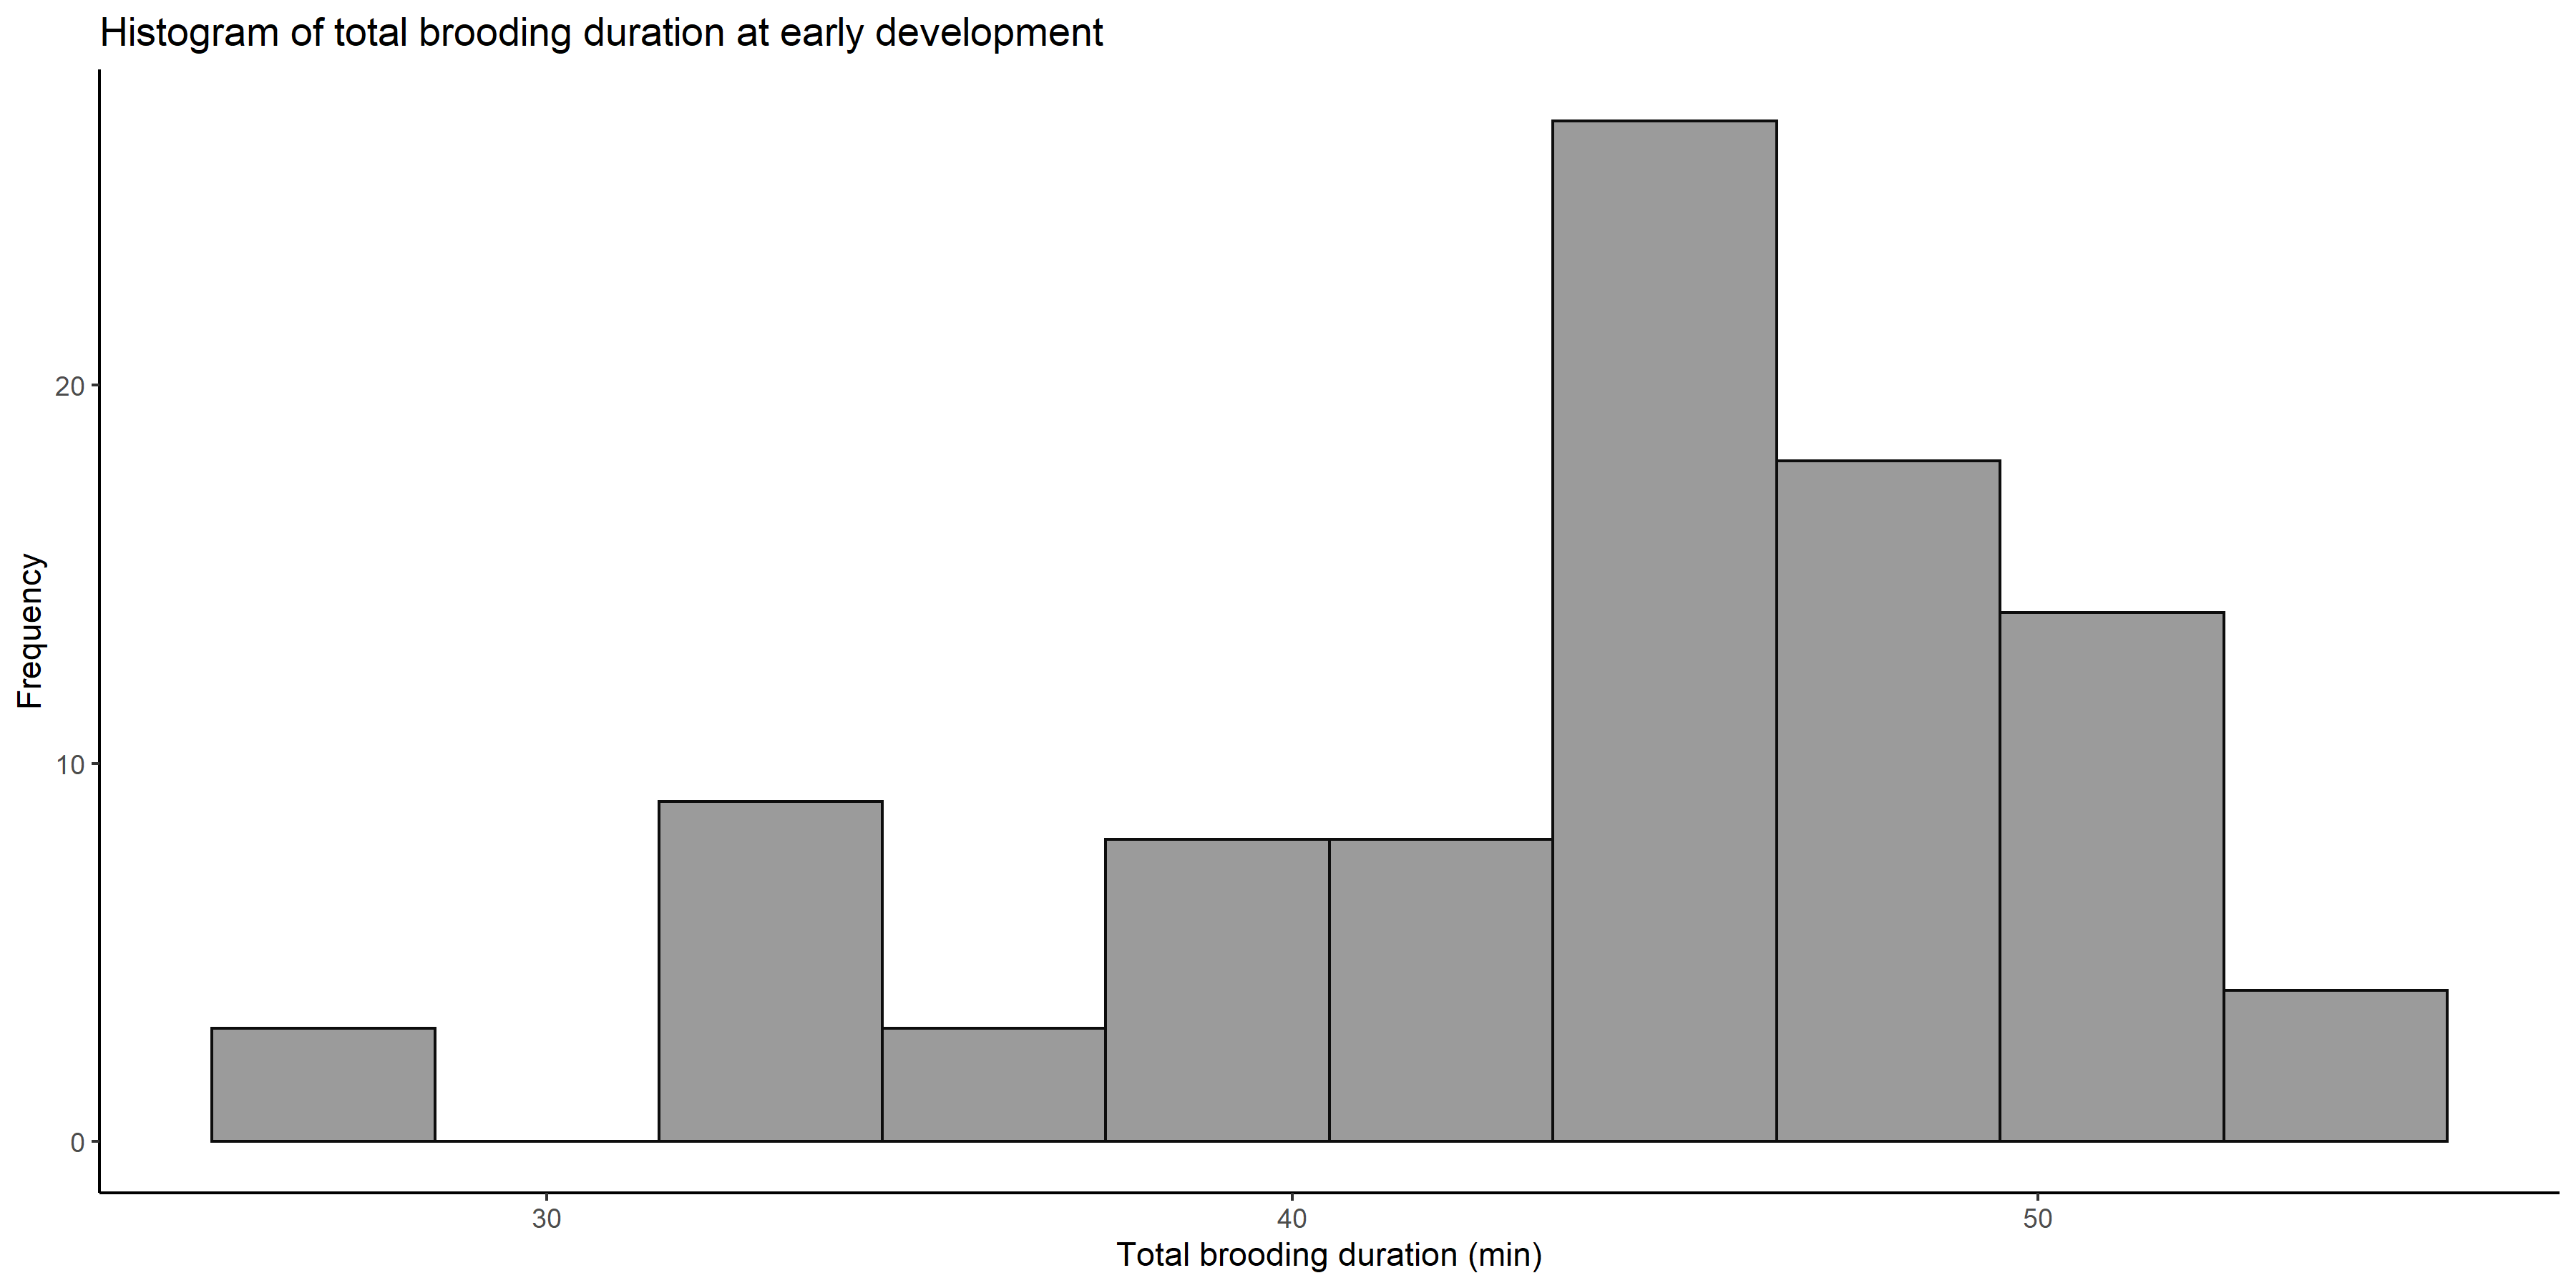 Histogram of total brooding duration at early development
Frequency
20
10
0
30
40
50
Total brooding duration (min)